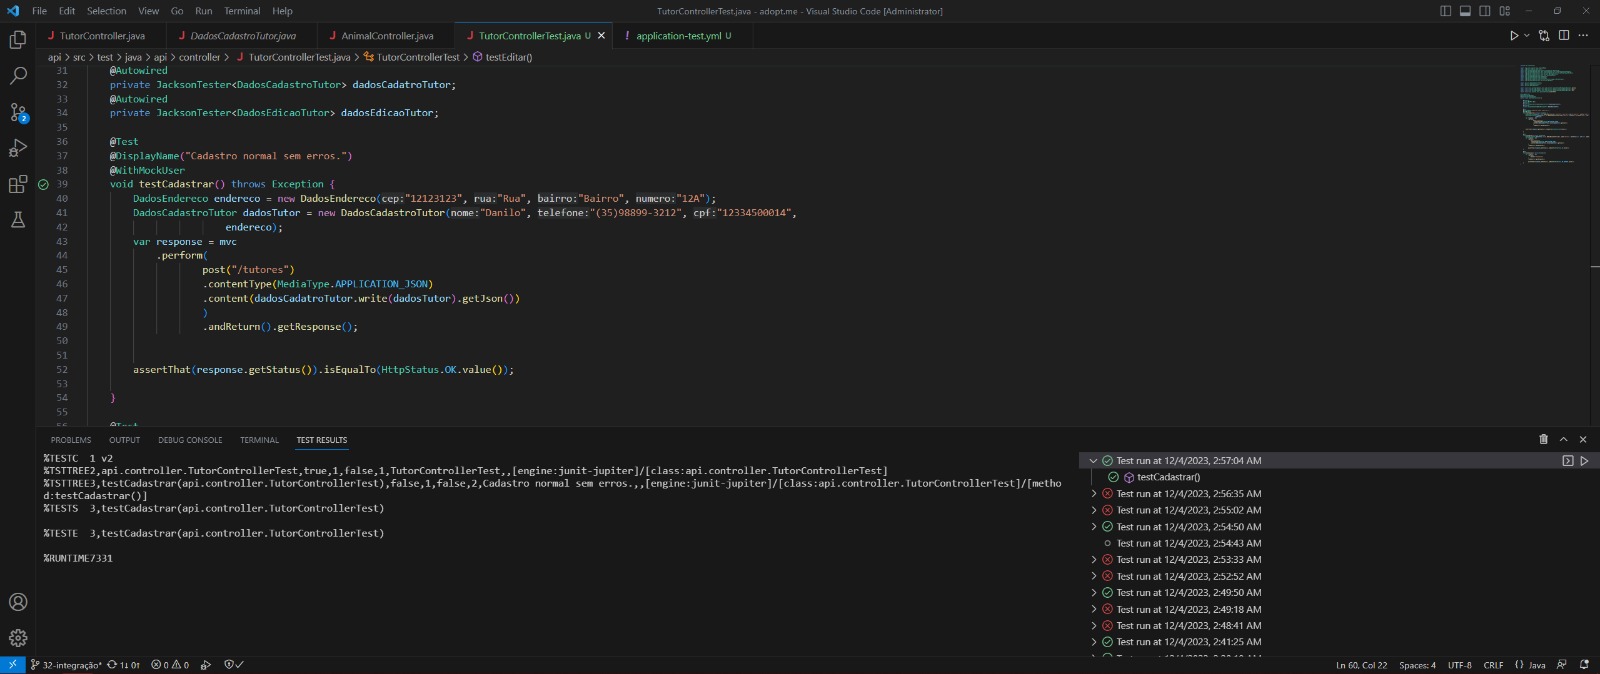 File Edit Selection View Go Run Terminal Help
TutorControllerTest.java - adopt.me - Visual Studio Code [Administrator]
TutorController.java
DadosCadastroTutor.java
AnimalController.java
TutorControllerTest.java U
! application-test.yml U
api > src > test > java > api > controller > TutorControllerTest.java > TutorControllerTest > testEditar()
31 @Autowired
32 private JacksonTester<DadosCadastroTutor> dadosCadatroTutor;
33 @Autowired
34 private JacksonTester<DadosEdicaoTutor> dadosEdicaoTutor;
35
36 @Test
37 @DisplayName("Cadastro normal sem erros.")
38 @WithMockUser
39 void testCadastrar() throws Exception {
40 DadosEndereco endereco = new DadosEndereco(cep:"12123123", rua:"Rua", bairro:"Bairro", numero:"12A");
41 DadosCadastroTutor dadosTutor = new DadosCadastroTutor(nome:"Danilo", telefone:"(35)98899-3212", cpf:"12334500014",
42 endereco);
43 var response = mvc
44 .perform(
45 post("/tutores")
46 .contentType(MediaType.APPLICATION_JSON)
47 .content(dadosCadatroTutor.write(dadosTutor).getJson())
48 )
49 .andReturn().getResponse();
50
51
52 assertThat(response.getStatus()).isEqualTo(HttpStatus.OK.value());
53
54 }
55
56 @Test
2
PROBLEMS OUTPUT DEBUG CONSOLE TERMINAL TEST RESULTS
%TESTC 1 v2
%TSTTREE2,api.controller.TutorControllerTest,true,1,false,1,TutorControllerTest,,[engine:junit-jupiter]/[class:api.controller.TutorControllerTest]
%TSTTREE3,testCadastrar(api.controller.TutorControllerTest),false,1,false,2,Cadastro normal sem erros.,,[engine:junit-jupiter]/[class:api.controller.TutorControllerTest]/[metho
d:testCadastrar()]
%TESTS 3,testCadastrar(api.controller.TutorControllerTest)
%TESTE 3,testCadastrar(api.controller.TutorControllerTest)
%RUNTIME7331
Test run at 12/4/2023, 2:57:04 AM
testCadastrar()
Test run at 12/4/2023, 2:56:35 AM
Test run at 12/4/2023, 2:55:02 AM
Test run at 12/4/2023, 2:54:50 AM
Test run at 12/4/2023, 2:54:43 AM
Test run at 12/4/2023, 2:53:33 AM
Test run at 12/4/2023, 2:52:52 AM
Test run at 12/4/2023, 2:49:50 AM
Test run at 12/4/2023, 2:49:18 AM
Test run at 12/4/2023, 2:48:41 AM
Test run at 12/4/2023, 2:41:25 AM
32-integração* 1↓ 0↑ 0 0
Ln 60, Col 22 Spaces: 4 UTF-8 CRLF {} Java